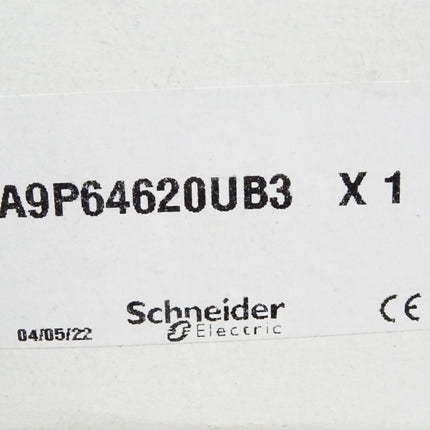 A9P64620UB3 X 1
Schneider
Electric
04/05/22
CE